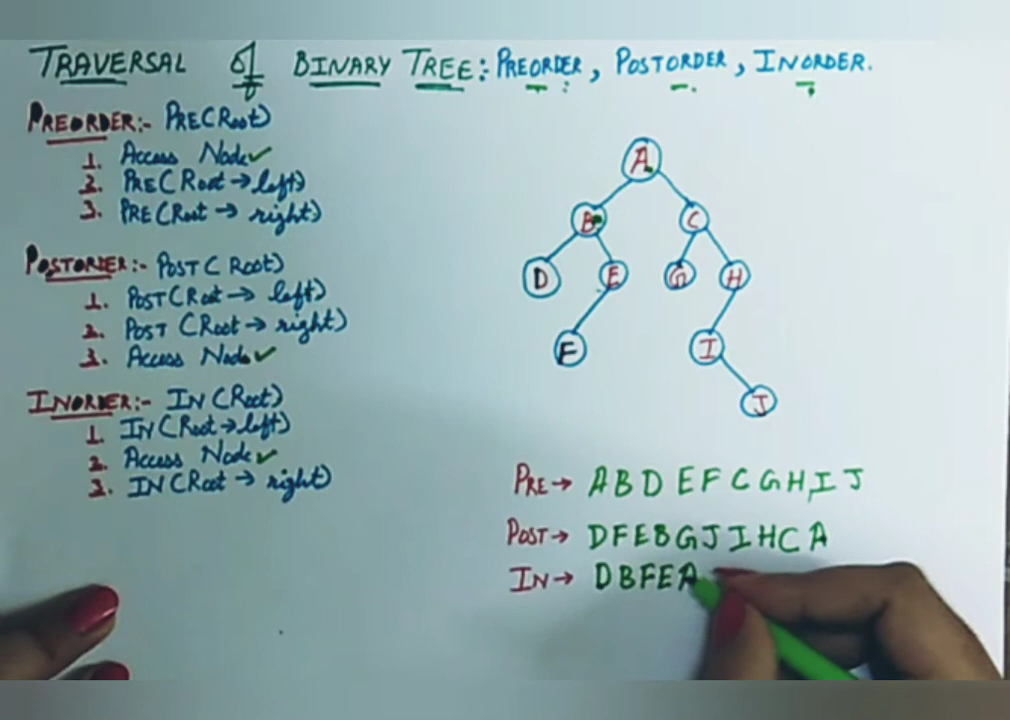 TRAVERSAL of BINARY TREE: PREORDER, POSTORDER, INORDER.
PREORDER:- PRE(Root)
1. Access Node✓
2. PRE(Root → left)
3. PRE(Root → right)
POSTORDER:- POST(Root)
1. POST(Root → left)
2. POST (Root → right)
3. Access Node✓
INORDER:- IN(Root)
1. IN(Root → left)
2. Access Node✓
3. IN(Root → right)
A
B C
D E G H
F I
J
PRE → A B D E F C G H, I J
POST → D F E B G J I H C A
IN → D B F E A